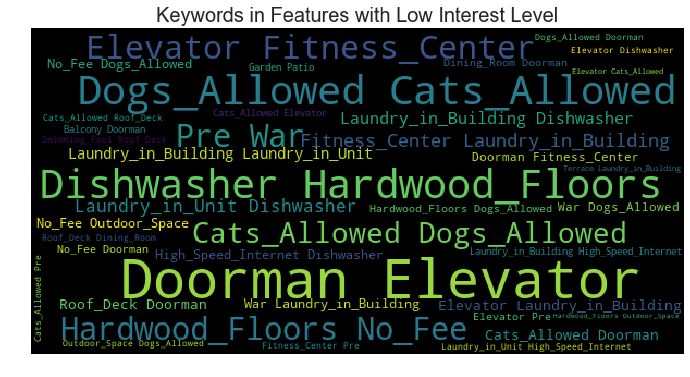 Keywords in Features with Low Interest Level
Elevator Fitness_Center
Dogs_Allowed Doorman
Elevator Dishwasher
No_Fee Dogs_Allowed
Garden Patio
Dining_Room Doorman
Elevator Cats_Allowed
Dogs_Allowed Cats_Allowed
Cats_Allowed Roof_Deck
Cats_Allowed Elevator
Laundry_in_Building Dishwasher
Balcony Doorman
Pre War
Swimming_Pool Roof_Deck
Fitness_Center Laundry_in_Building
Laundry_in_Building Laundry_in_Unit
Doorman Fitness_Center
Terrace Laundry_in_Building
Dishwasher Hardwood_Floors
Laundry_in_Unit Dishwasher
Hardwood_Floors Dogs_Allowed
War Dogs_Allowed
No_Fee Outdoor_Space
Cats_Allowed Dogs_Allowed
Roof_Deck Dining_Room
No_Fee Doorman
High_Speed_Internet Dishwasher
Laundry_in_Building High_Speed_Internet
Doorman Elevator
Cats_Allowed Pre
Roof_Deck Doorman
War Laundry_in_Building
Elevator Laundry_in_Building
Elevator Pre
Hardwood_Floors Outdoor_Space
Hardwood_Floors No_Fee
Cats_Allowed Doorman
Outdoor_Space Dogs_Allowed
Fitness_Center Pre
Laundry_in_Unit High_Speed_Internet